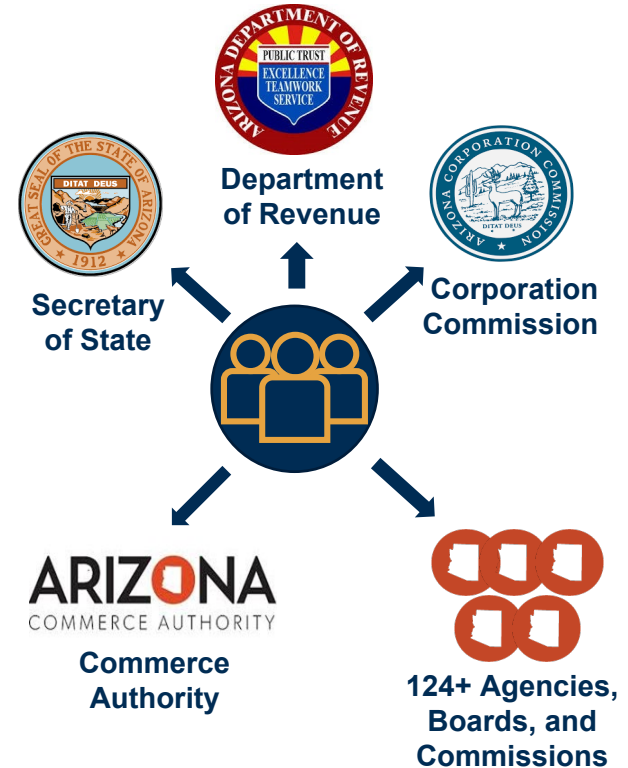 ARIZONA DEPARTMENT OF REVENUE
PUBLIC TRUST
EXCELLENCE
TEAMWORK
SERVICE
Department
of Revenue
GREAT SEAL OF THE STATE OF ARIZONA
DITAT DEUS
1912
Secretary
of State
ARIZONA CORPORATION COMMISSION
DITAT DEUS
Corporation
Commission
ARIZONA
COMMERCE AUTHORITY
Commerce
Authority
124+ Agencies,
Boards, and
Commissions